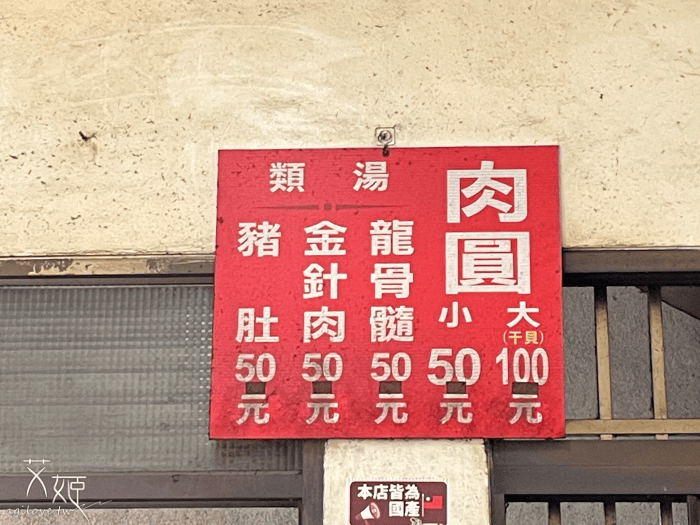 肉圓
大(干貝)100元
小50元
湯類
龍骨髓50元
金針肉50元
豬肚50元
本店皆為
國產
艾姬
anjlove.tw